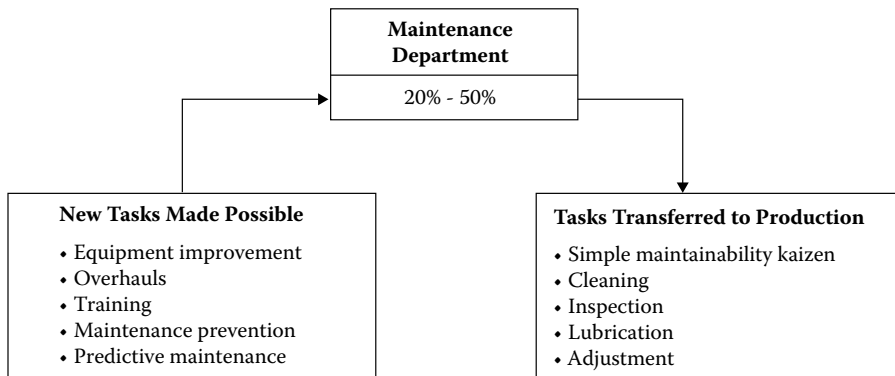 Maintenance
Department
20% - 50%
New Tasks Made Possible
• Equipment improvement
• Overhauls
• Training
• Maintenance prevention
• Predictive maintenance
Tasks Transferred to Production
• Simple maintainability kaizen
• Cleaning
• Inspection
• Lubrication
• Adjustment